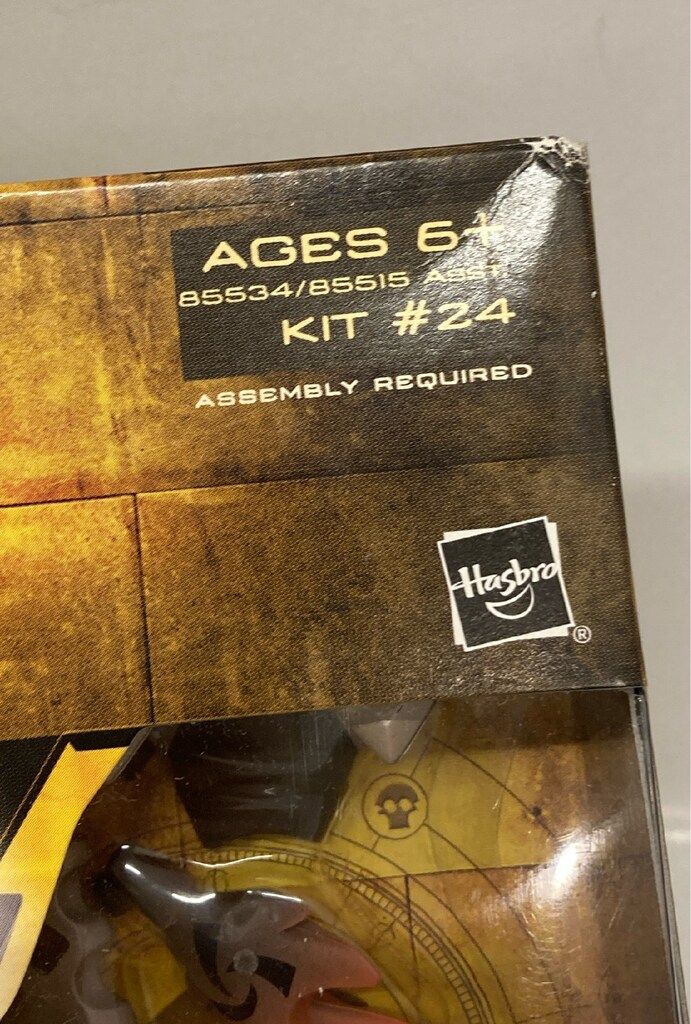 AGES 6+
85534/85515 ASST.
KIT #24
ASSEMBLY REQUIRED
Hasbro
®